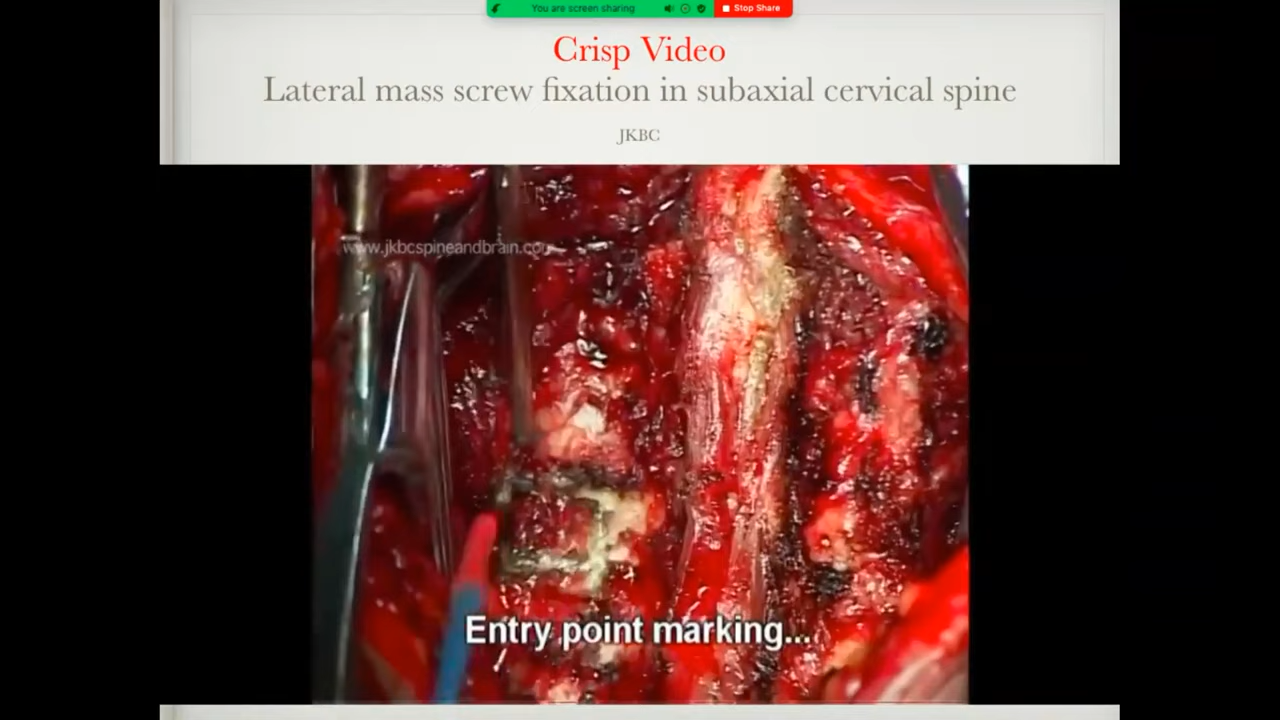 You are screen sharing
Stop Share
Crisp Video
Lateral mass screw fixation in subaxial cervical spine
JKBC
www.jkbcspineandbrain.com
Entry point marking...